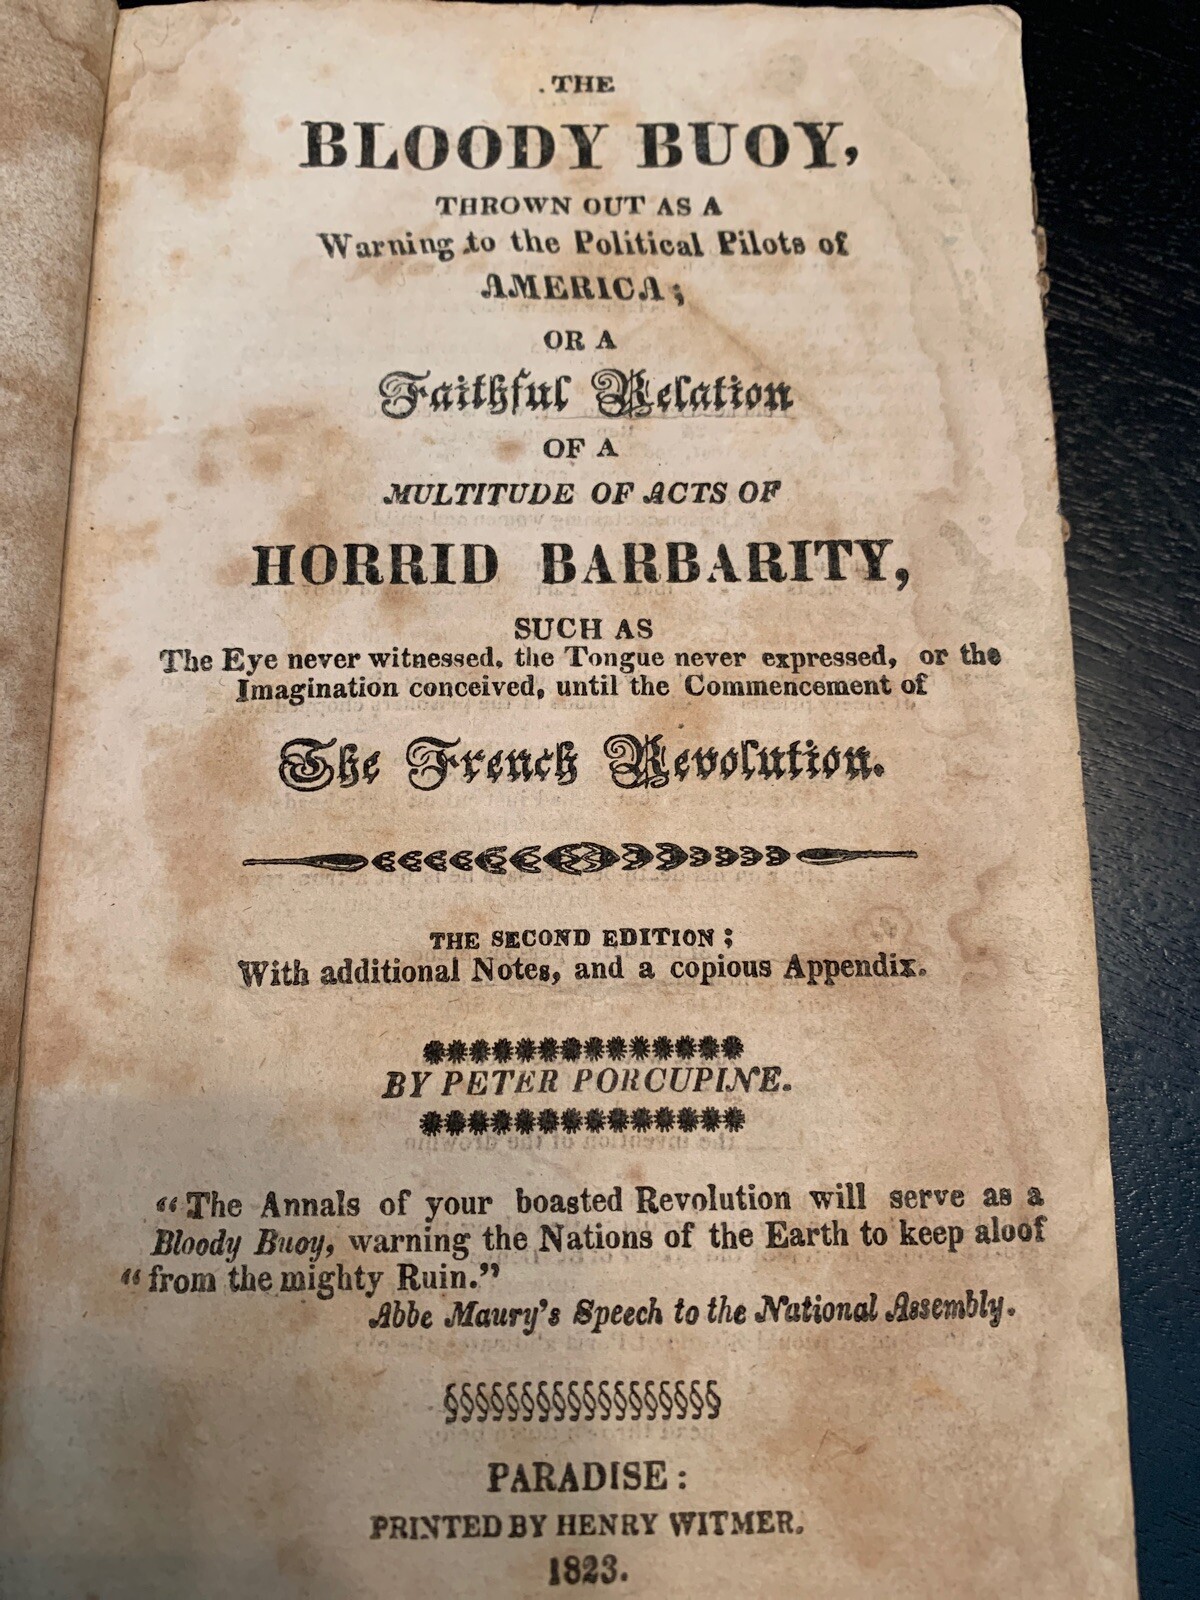 THE
BLOODY BUOY,
THROWN OUT AS A
Warning to the Political Pilots of
AMERICA;
OR A
Faithful Relation
OF A
MULTITUDE OF ACTS OF
HORRID BARBARITY,
SUCH AS
The Eye never witnessed, the Tongue never expressed, or the
Imagination conceived, until the Commencement of
The French Revolution.
THE SECOND EDITION;
With additional Notes, and a copious Appendix.
BY PETER PORCUPINE.
“The Annals of your boasted Revolution will serve as a
Bloody Buoy, warning the Nations of the Earth to keep aloof
“from the mighty Ruin.”
Abbe Maury's Speech to the National Assembly.
§§§§§§§§§§§§§§§§§§
PARADISE:
PRINTED BY HENRY WITMER.
1823.